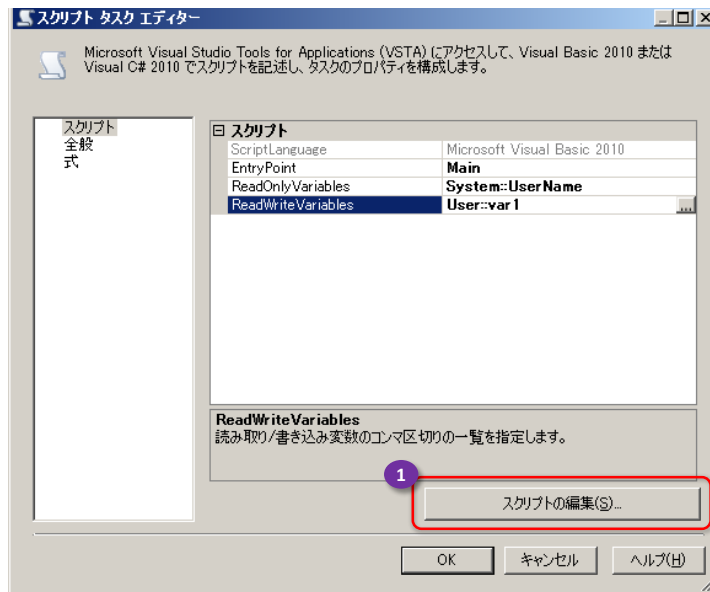 スクリプト タスク エディター
Microsoft Visual Studio Tools for Applications (VSTA) にアクセスして、Visual Basic 2010 または
Visual C# 2010 でスクリプトを記述し、タスクのプロパティを構成します。
スクリプト
全般
式
スクリプト
ScriptLanguage Microsoft Visual Basic 2010
EntryPoint Main
ReadOnlyVariables System::UserName
ReadWriteVariables User::var1 ...
ReadWriteVariables
読み取り/書き込み変数のコンマ区切りの一覧を指定します。
1
スクリプトの編集(S)...
OK キャンセル ヘルプ(H)